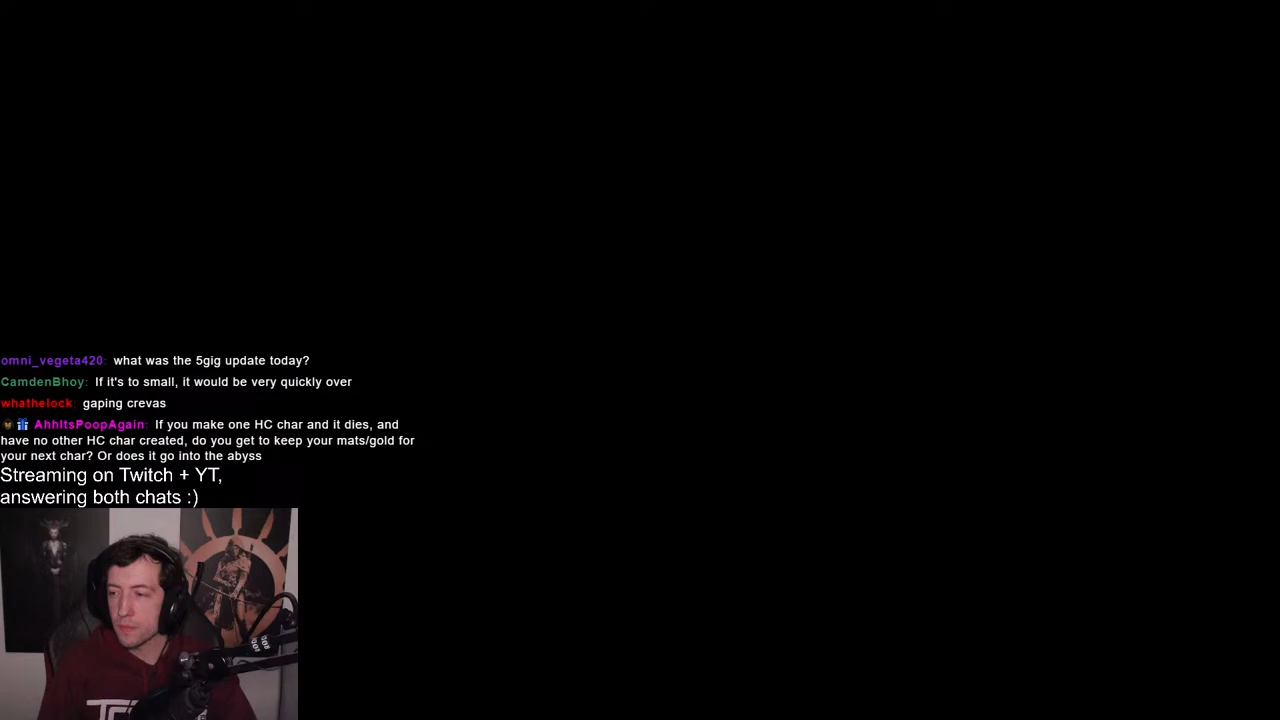 omni_vegeta420: what was the 5gig update today?
CamdenBhoy: If it's to small, it would be very quickly over
whathelock: gaping crevas
AhhItsPoopAgain: If you make one HC char and it dies, and
have no other HC char created, do you get to keep your mats/gold for
your next char? Or does it go into the abyss
Streaming on Twitch + YT,
answering both chats :)